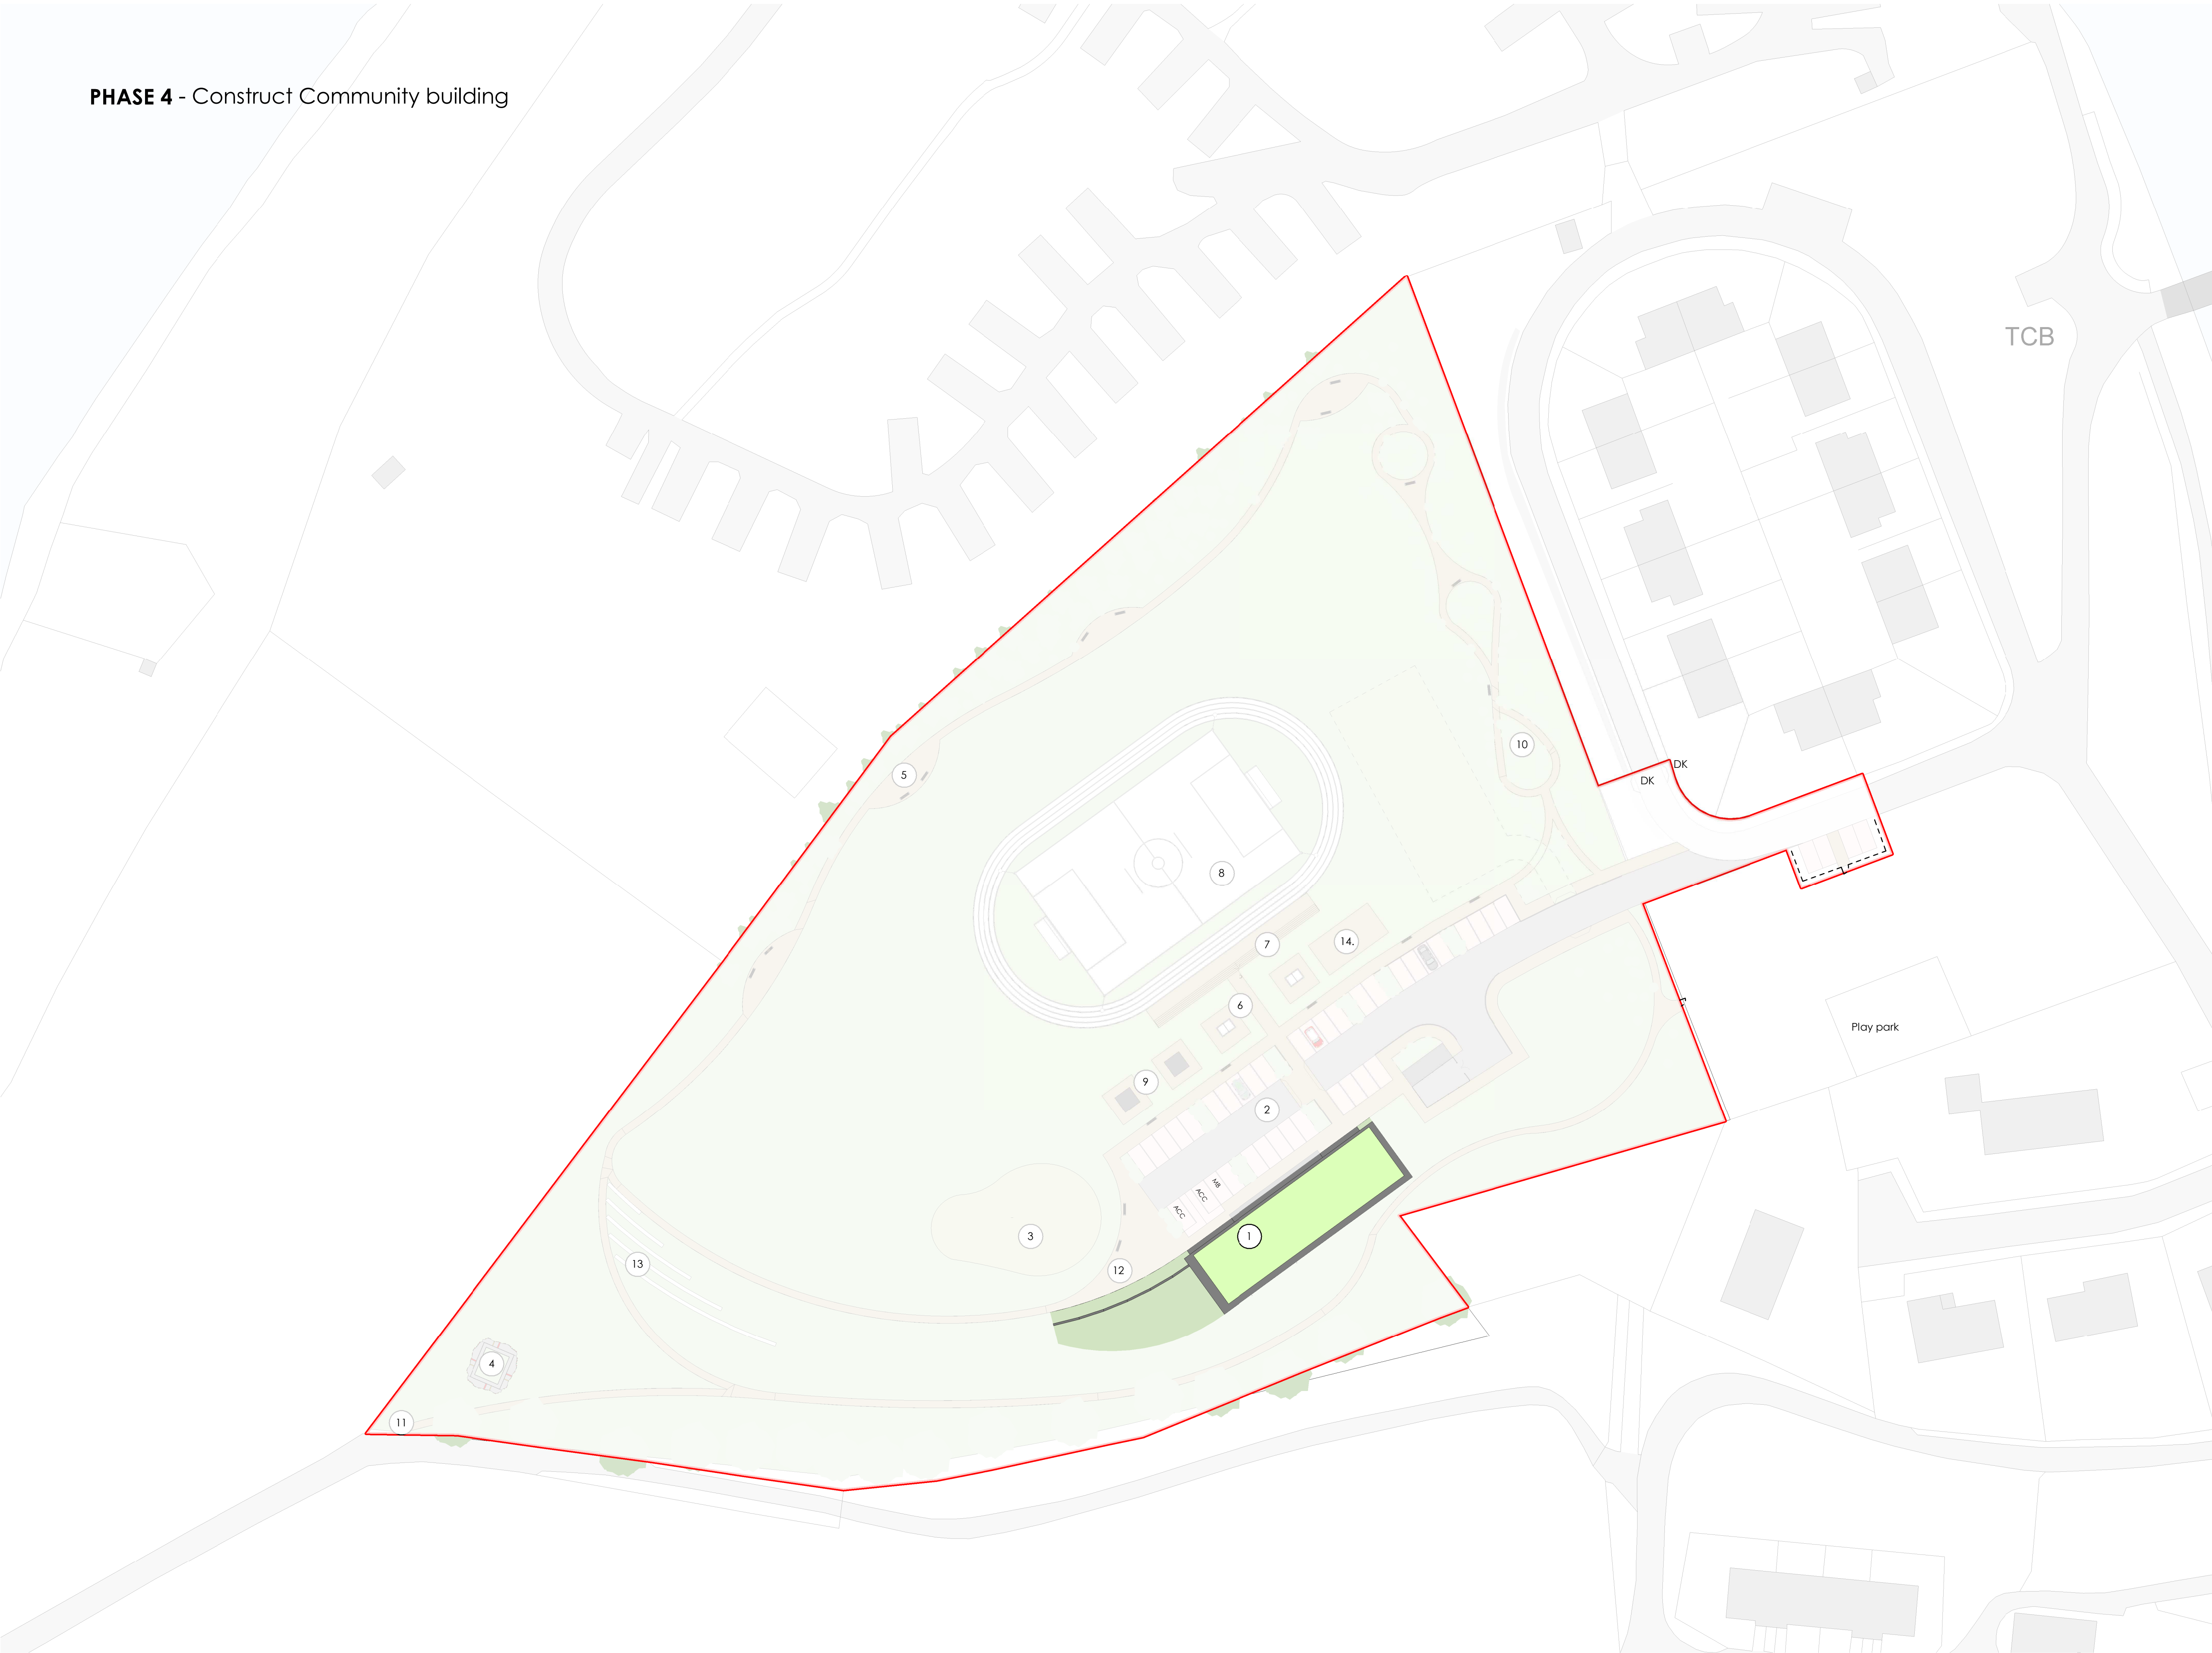 PHASE 4 - Construct Community building
TCB
10
DK
DK
5
8
7
14.
6
Play park
9
2
MB
ACC
ACC
1
3
12
13
4
11